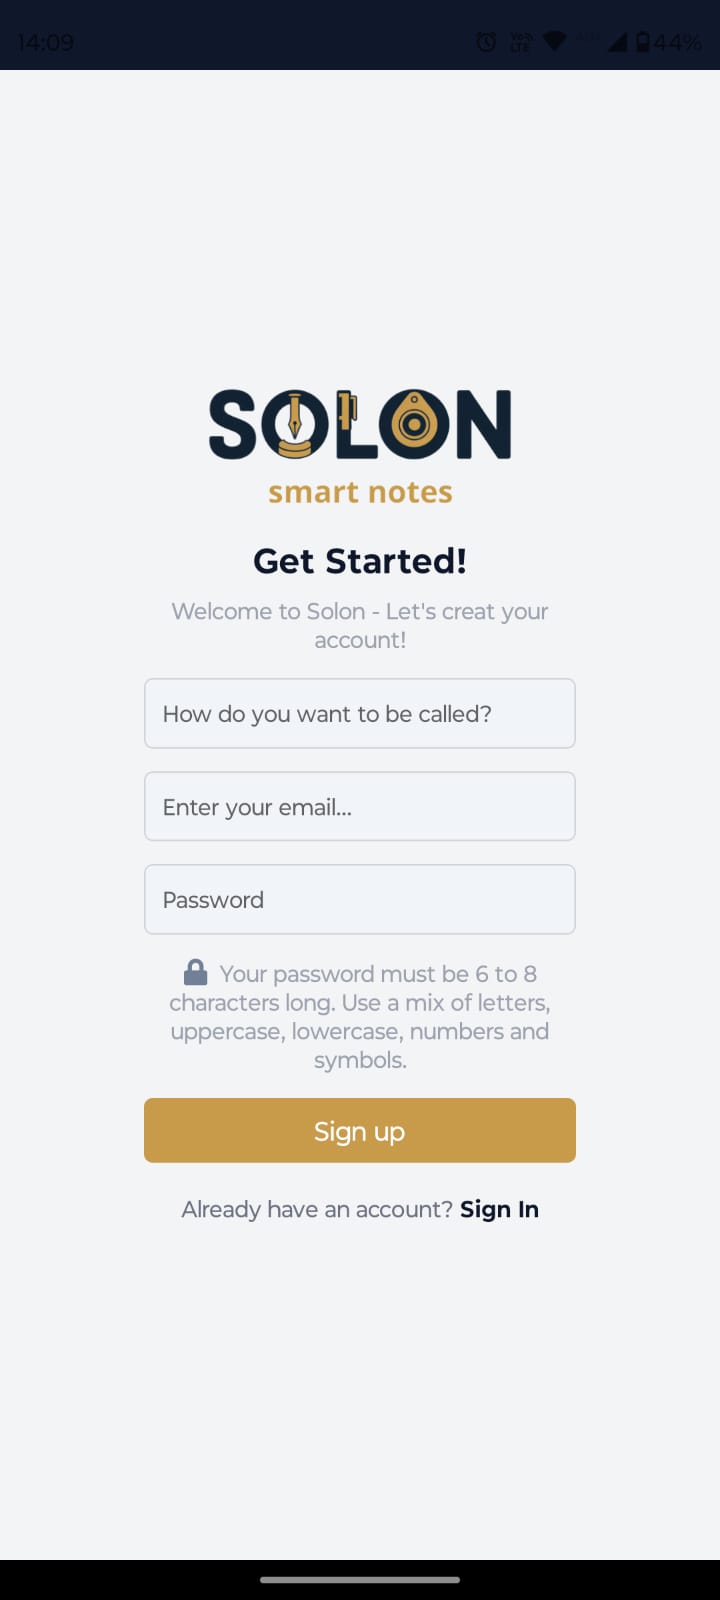 14:09
Vo LTE 44%
SOLON
smart notes
Get Started!
Welcome to Solon - Let's creat your
account!
How do you want to be called?
Enter your email...
Password
Your password must be 6 to 8
characters long. Use a mix of letters,
uppercase, lowercase, numbers and
symbols.
Sign up
Already have an account? Sign In